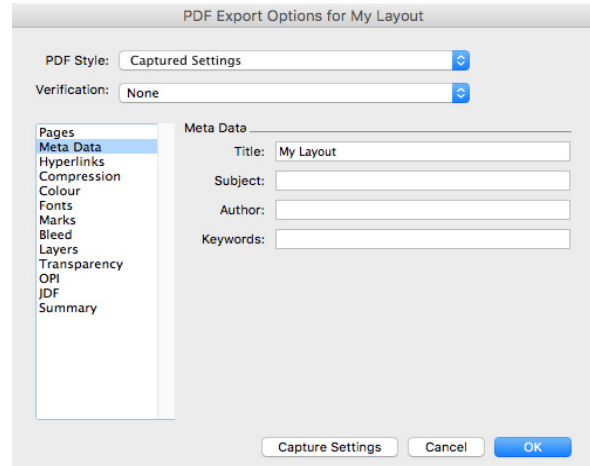 PDF Export Options for My Layout
PDF Style: Captured Settings
Verification: None
Pages
Meta Data
Hyperlinks
Compression
Colour
Fonts
Marks
Bleed
Layers
Transparency
OPI
JDF
Summary
Meta Data
Title: My Layout
Subject:
Author:
Keywords:
Capture Settings Cancel OK